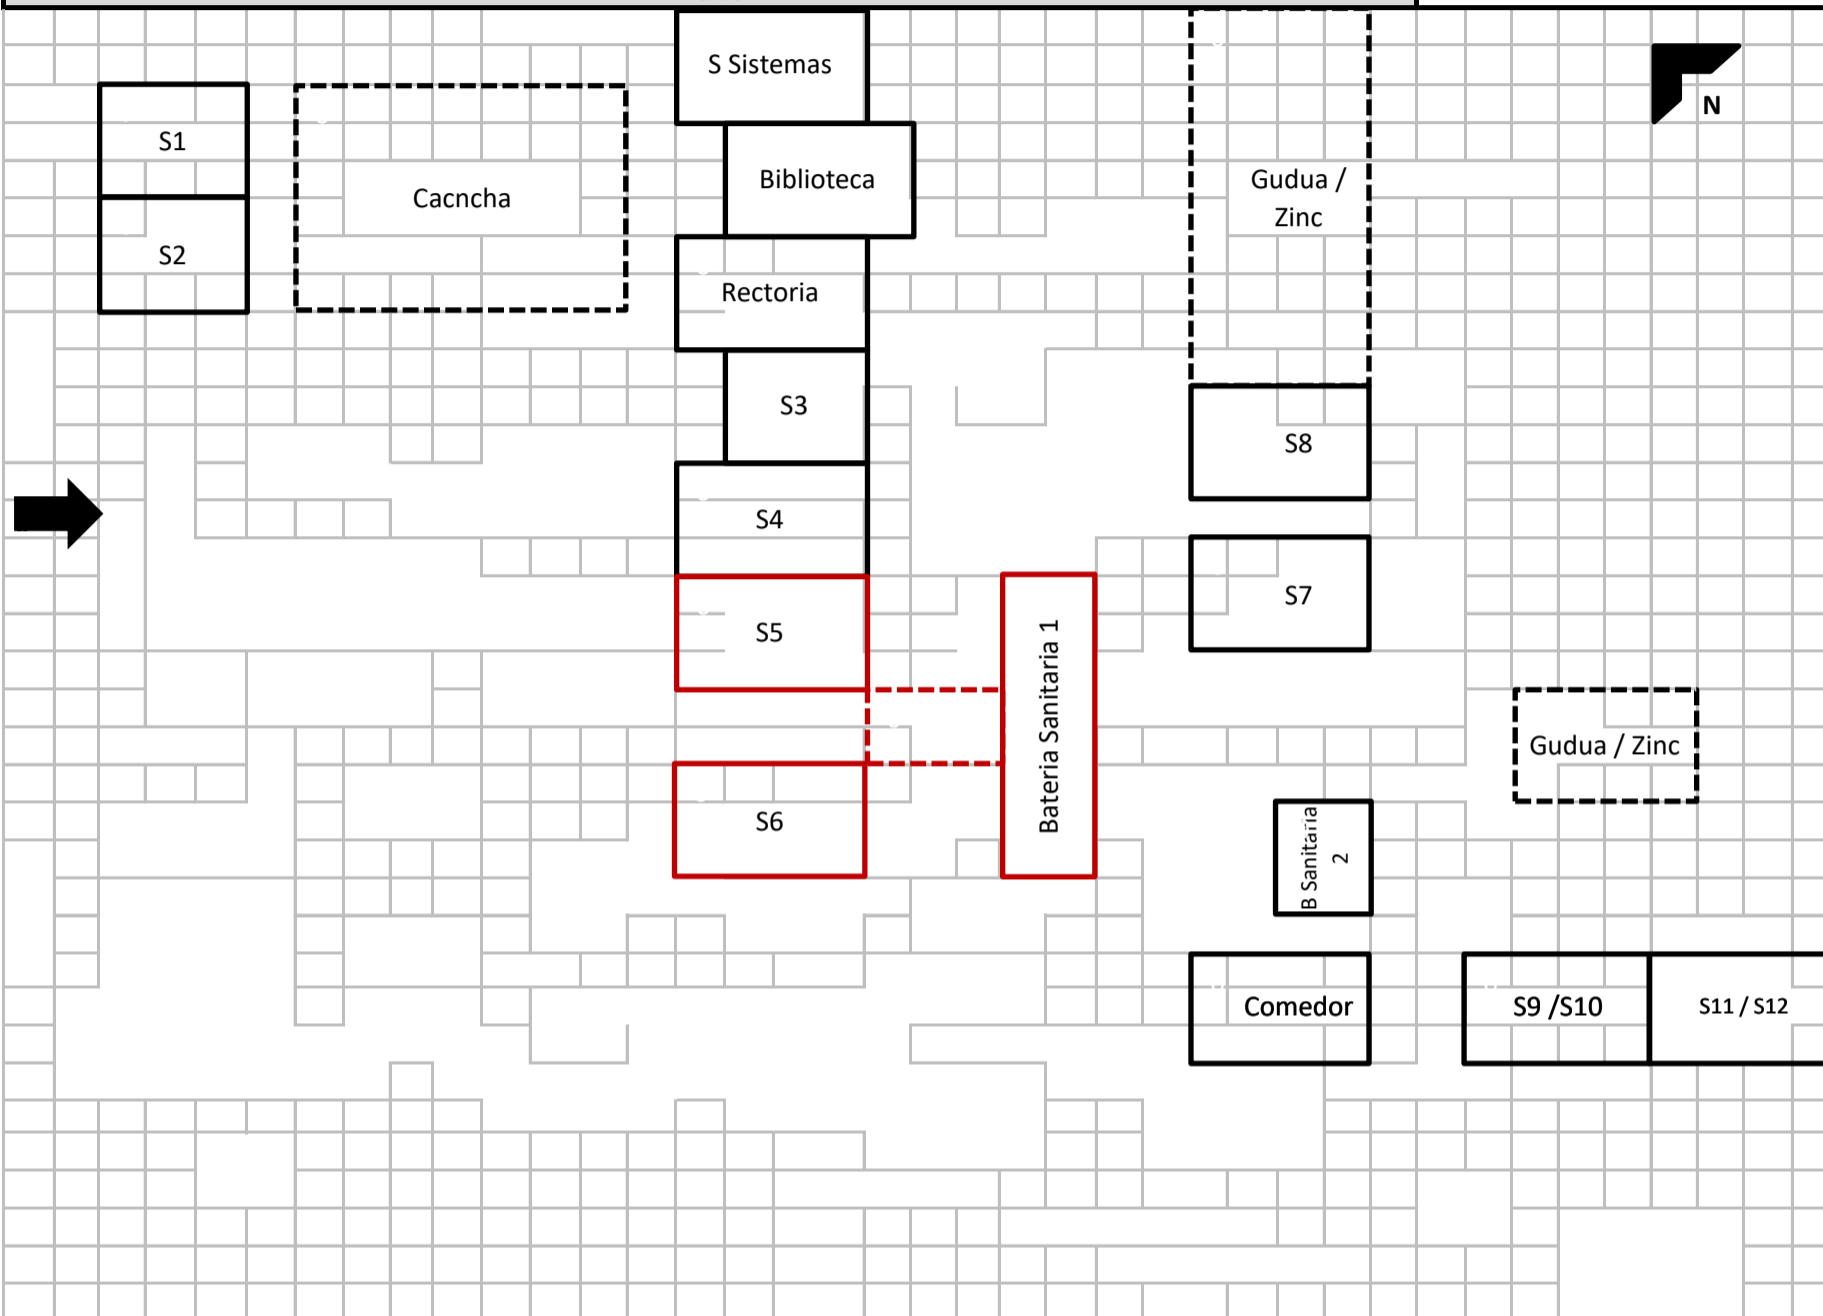 S Sistemas
N
S1
Biblioteca
Gudua /
Zinc
Cacncha
S2
Rectoria
S3
S8
S4
S7
S5
Bateria Sanitaria 1
Gudua / Zinc
S6
B Sanitaria
2
Comedor
S9 /S10
S11 / S12